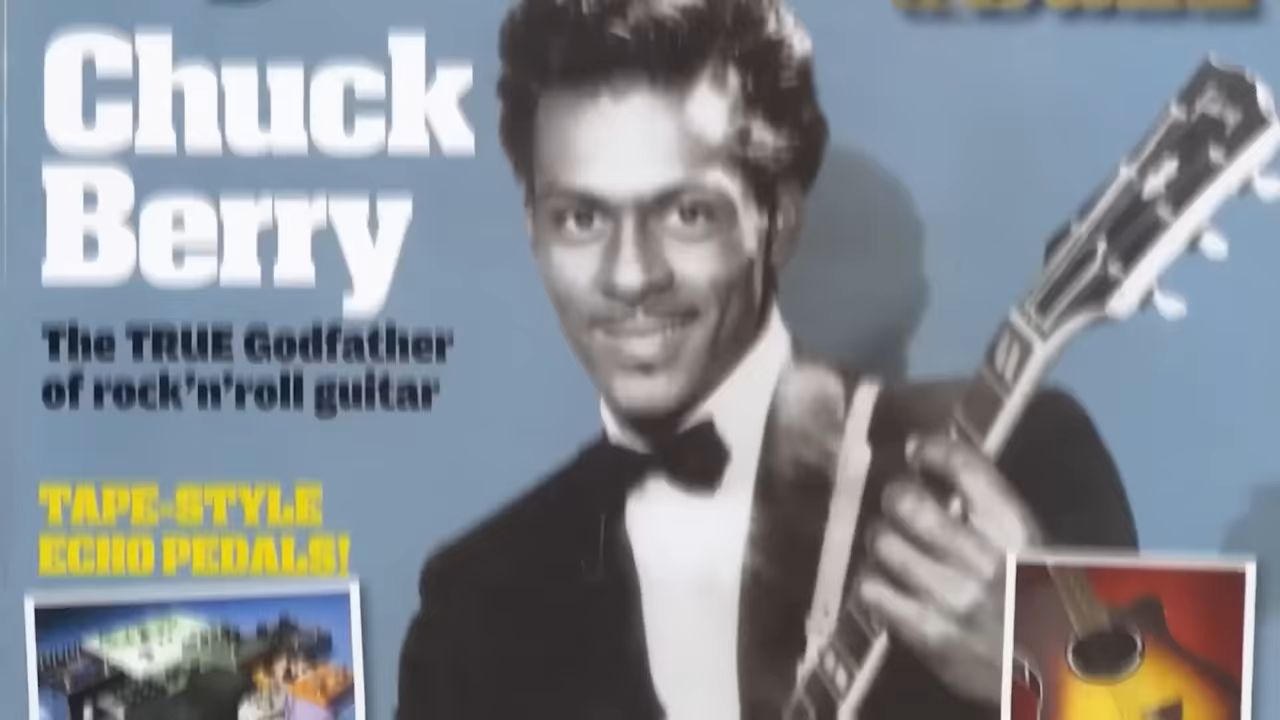 Chuck
Berry
The TRUE Godfather
of rock'n'roll guitar
TAPE-STYLE
ECHO PEDALS!